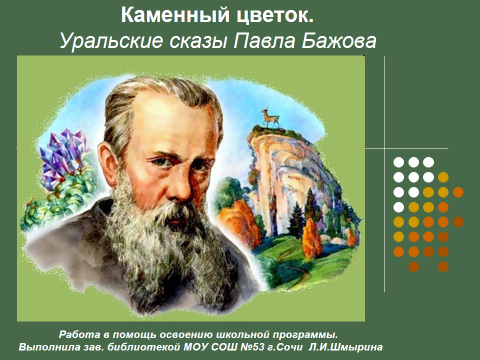 Каменный цветок.
Уральские сказы Павла Бажова
Работа в помощь освоению школьной программы.
Выполнила зав. библиотекой МОУ СОШ №53 г.Сочи Л.И.Шмырина